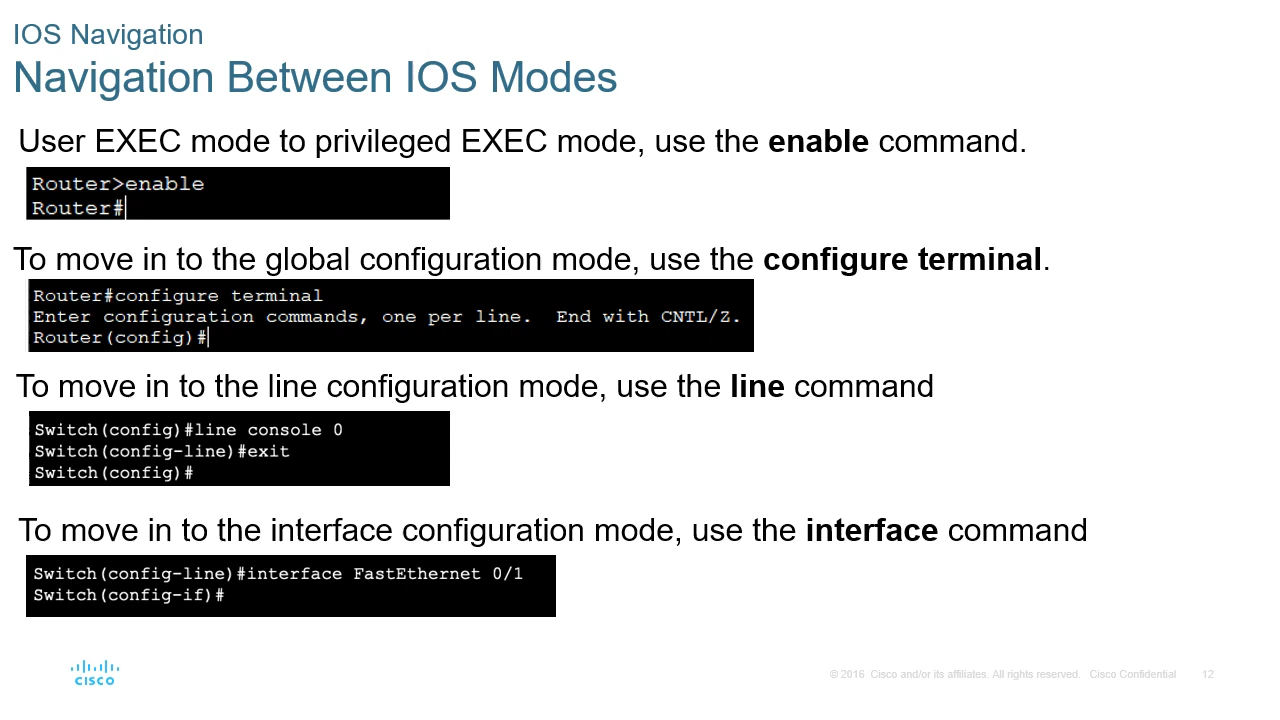 IOS Navigation
Navigation Between IOS Modes
User EXEC mode to privileged EXEC mode, use the enable command.
Router>enable
Router#
To move in to the global configuration mode, use the configure terminal.
Router#configure terminal
Enter configuration commands, one per line.  End with CNTL/Z.
Router(config)#
To move in to the line configuration mode, use the line command
Switch(config)#line console 0
Switch(config-line)#exit
Switch(config)#
To move in to the interface configuration mode, use the interface command
Switch(config-line)#interface FastEthernet 0/1
Switch(config-if)#
CISCO
© 2016  Cisco and/or its affiliates. All rights reserved.   Cisco Confidential
12